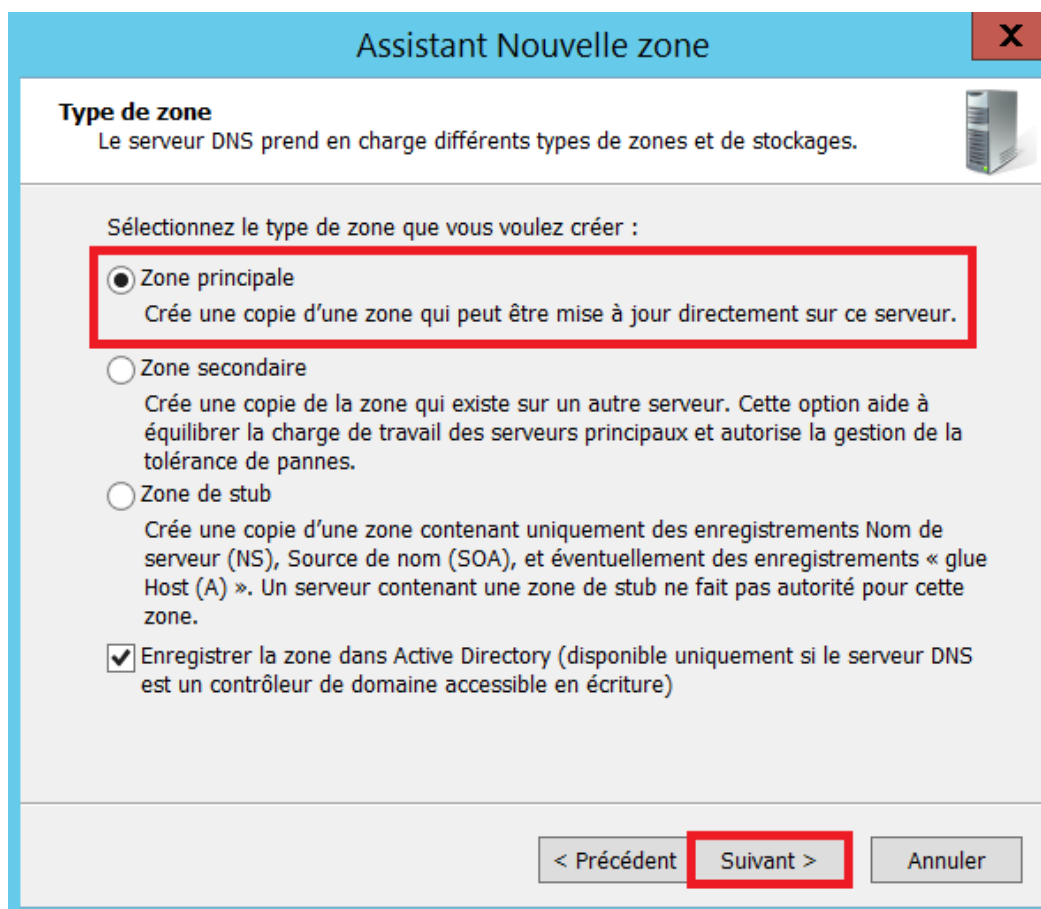 Assistant Nouvelle zone
X
Type de zone
Le serveur DNS prend en charge différents types de zones et de stockages.
Sélectionnez le type de zone que vous voulez créer :
Zone principale
Crée une copie d’une zone qui peut être mise à jour directement sur ce serveur.
Zone secondaire
Crée une copie de la zone qui existe sur un autre serveur. Cette option aide à
équilibrer la charge de travail des serveurs principaux et autorise la gestion de la
tolérance de pannes.
Zone de stub
Crée une copie d’une zone contenant uniquement des enregistrements Nom de
serveur (NS), Source de nom (SOA), et éventuellement des enregistrements « glue
Host (A) ». Un serveur contenant une zone de stub ne fait pas autorité pour cette
zone.
Enregistrer la zone dans Active Directory (disponible uniquement si le serveur DNS
est un contrôleur de domaine accessible en écriture)
< Précédent
Suivant >
Annuler